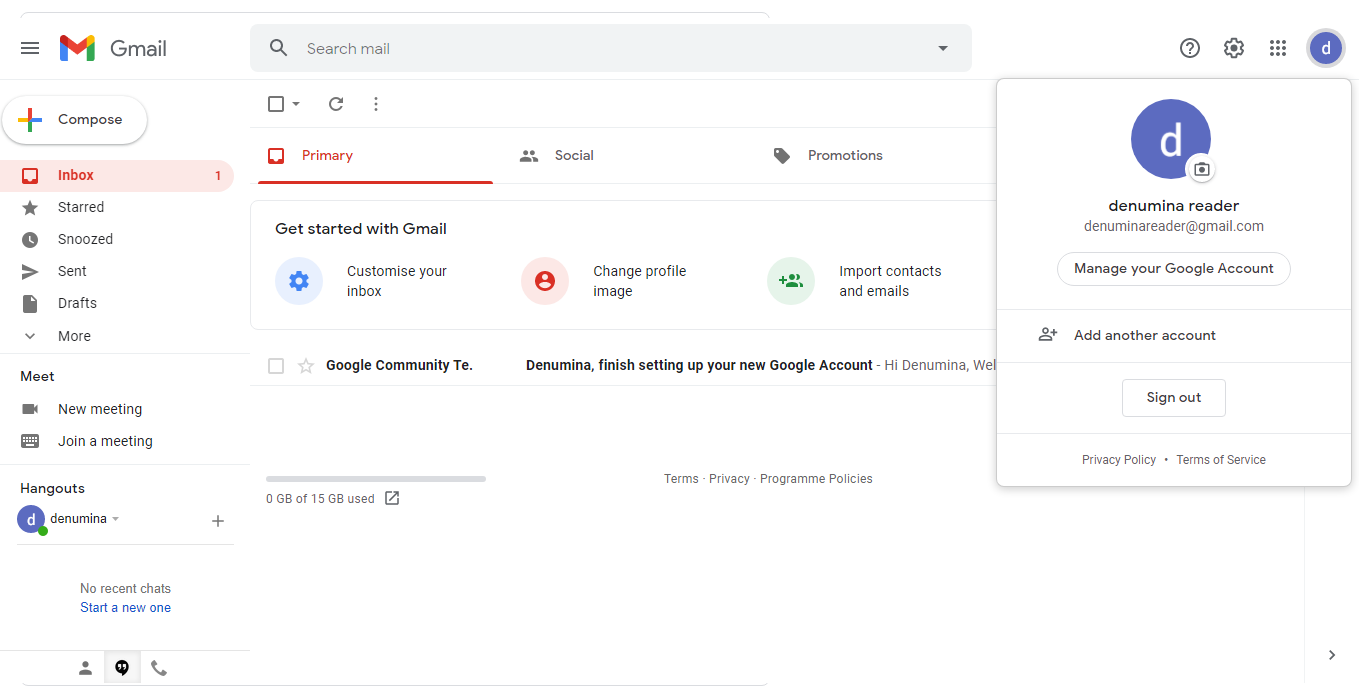 Gmail
Search mail
d
Compose
Inbox 1
Starred
Snoozed
Sent
Drafts
More
Meet
New meeting
Join a meeting
Hangouts
d denumina
No recent chats
Start a new one
Primary Social Promotions
Get started with Gmail
Customise your
inbox
Change profile
image
Import contacts
and emails
Google Community Te. Denumina, finish setting up your new Google Account - Hi Denumina, Wel
0 GB of 15 GB used
Terms · Privacy · Programme Policies
d
denumina reader
denuminareader@gmail.com
Manage your Google Account
Add another account
Sign out
Privacy Policy • Terms of Service